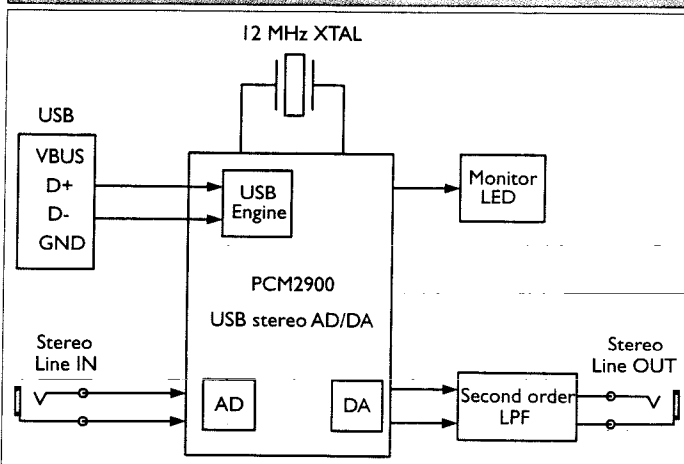 12 MHz XTAL
USB
VBUS
D+
D-
GND
USB
Engine
Monitor
LED
PCM2900
USB stereo AD/DA
Stereo
Line IN
AD
DA
Second order
LPF
Stereo
Line OUT